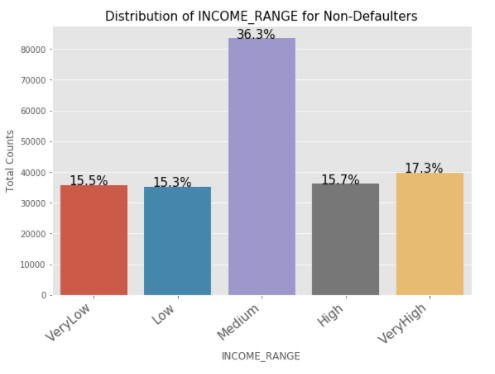 Distribution of INCOME_RANGE for Non-Defaulters
36.3%
80000
70000
60000
50000
40000
30000
20000
10000
0
Total Counts
15.5%
15.3%
15.7%
17.3%
VeryLow
Low
Medium
High
VeryHigh
INCOME_RANGE